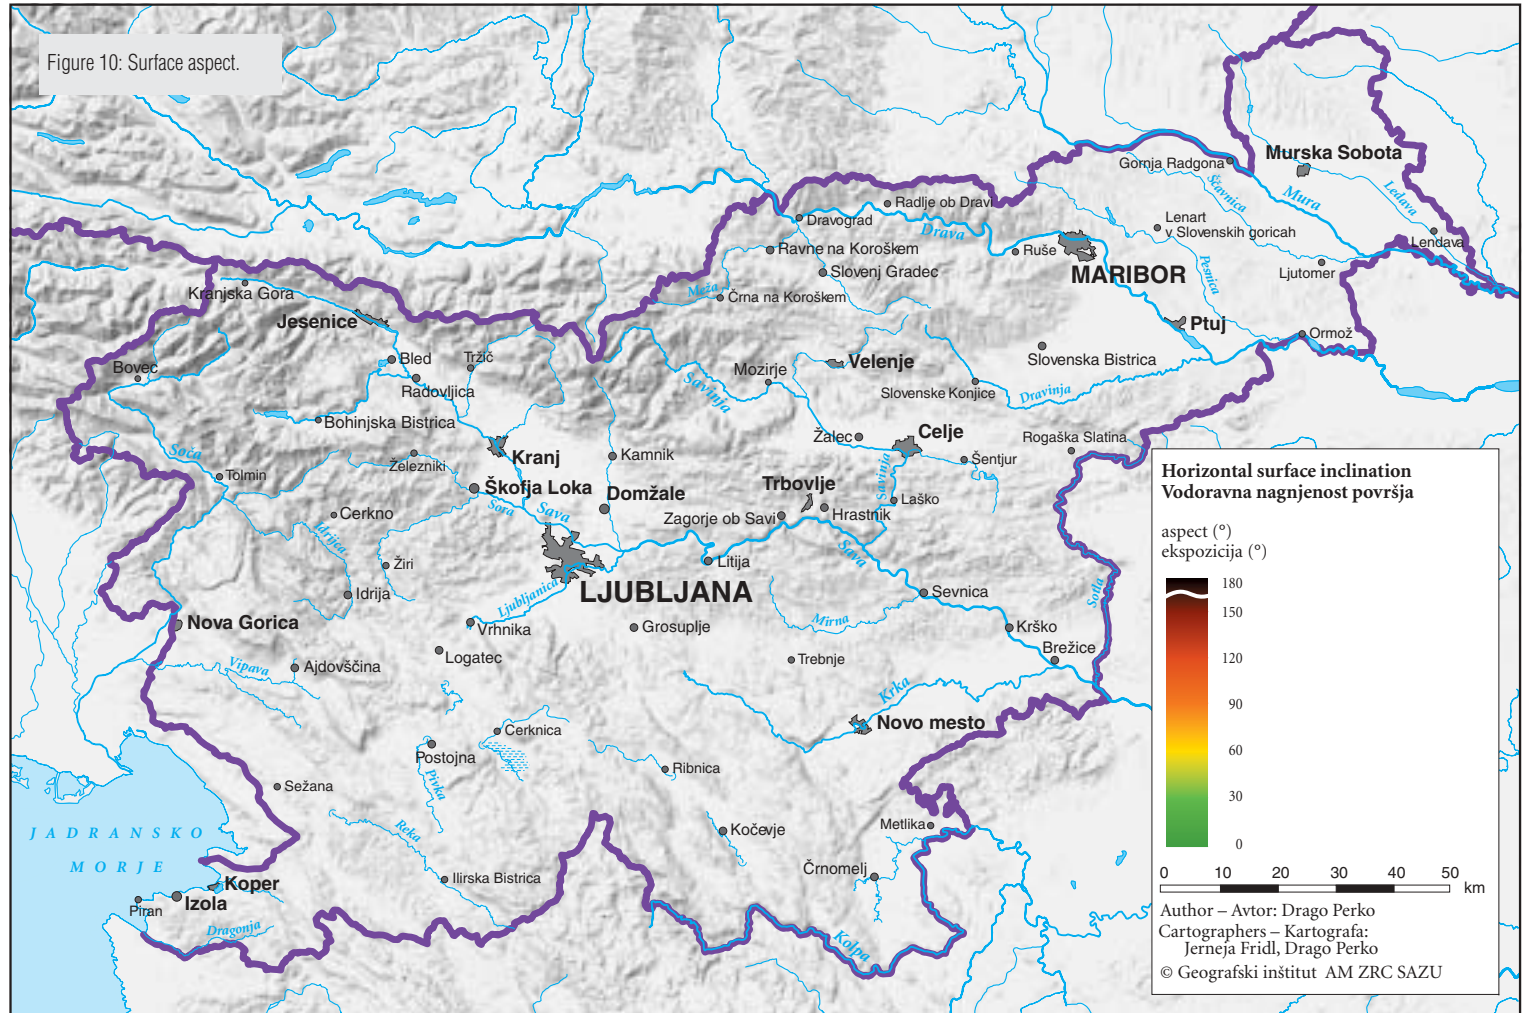 Figure 10: Surface aspect.
Gornja Radgona
Murska Sobota
Ščavnica
Mura
Ledava
Radlje ob Dravi
Dravograd
Drava
Lenart
v Slovenskih goricah
Lendava
Ravne na Koroškem
Ruše
MARIBOR
Pesnica
Ljutomer
Slovenj Gradec
Kranjska Gora
Meža
Črna na Koroškem
Jesenice
Ptuj
Ormož
Bled
Tržič
Bovec
Radovljica
Mozirje
Velenje
Slovenska Bistrica
Savinja
Slovenske Konjice
Dravinja
Bohinjska Bistrica
Soča
Kranj
Kamnik
Žalec
Celje
Rogaška Slatina
Železniki
Šentjur
Tolmin
Škofja Loka
Domžale
Trbovlje
Savinja
Laško
Sora
Sava
Cerkno
Zagorje ob Savi
Hrastnik
Idrijca
Sava
Žiri
Litija
LJUBLJANA
Idrija
Ljubljanica
Sevnica
Sotla
Mirna
Nova Gorica
Vrhnika
Grosuplje
Krško
Logatec
Trebnje
Brežice
Vipava
Ajdovščina
Krka
Novo mesto
Cerknica
Postojna
Pivka
Ribnica
Sežana
Reka
Kočevje
Metlika
JADRANSKO
MORJE
Črnomelj
Ilirska Bistrica
Koper
Izola
Piran
Dragonja
Kolpa
Horizontal surface inclination
Vodoravna nagnjenost površja
aspect (°)
ekspozicija (°)
180
150
120
90
60
30
0
0 10 20 30 40 50 km
Author – Avtor: Drago Perko
Cartographers – Kartografa:
Jerneja Fridl, Drago Perko
© Geografski inštitut AM ZRC SAZU